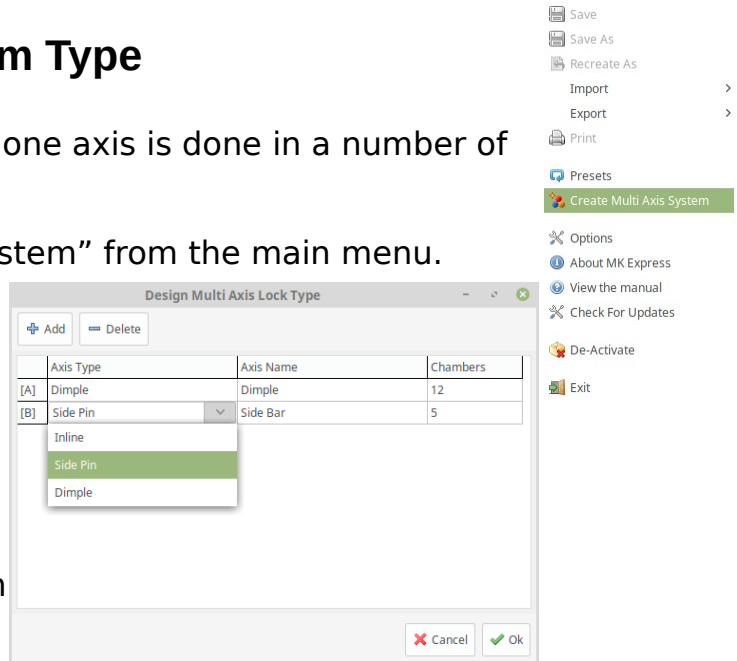 m Type
one axis is done in a number of
stem” from the main menu.
Design Multi Axis Lock Type
Add
Delete
Axis Type Axis Name Chambers
[A] Dimple Dimple 12
[B] Side Pin Side Bar 5
Inline
Side Pin
Dimple
n
Cancel
Ok
Save
Save As
Recreate As
Import
Export
Print
Presets
Create Multi Axis System
Options
About MK Express
View the manual
Check For Updates
De-Activate
Exit